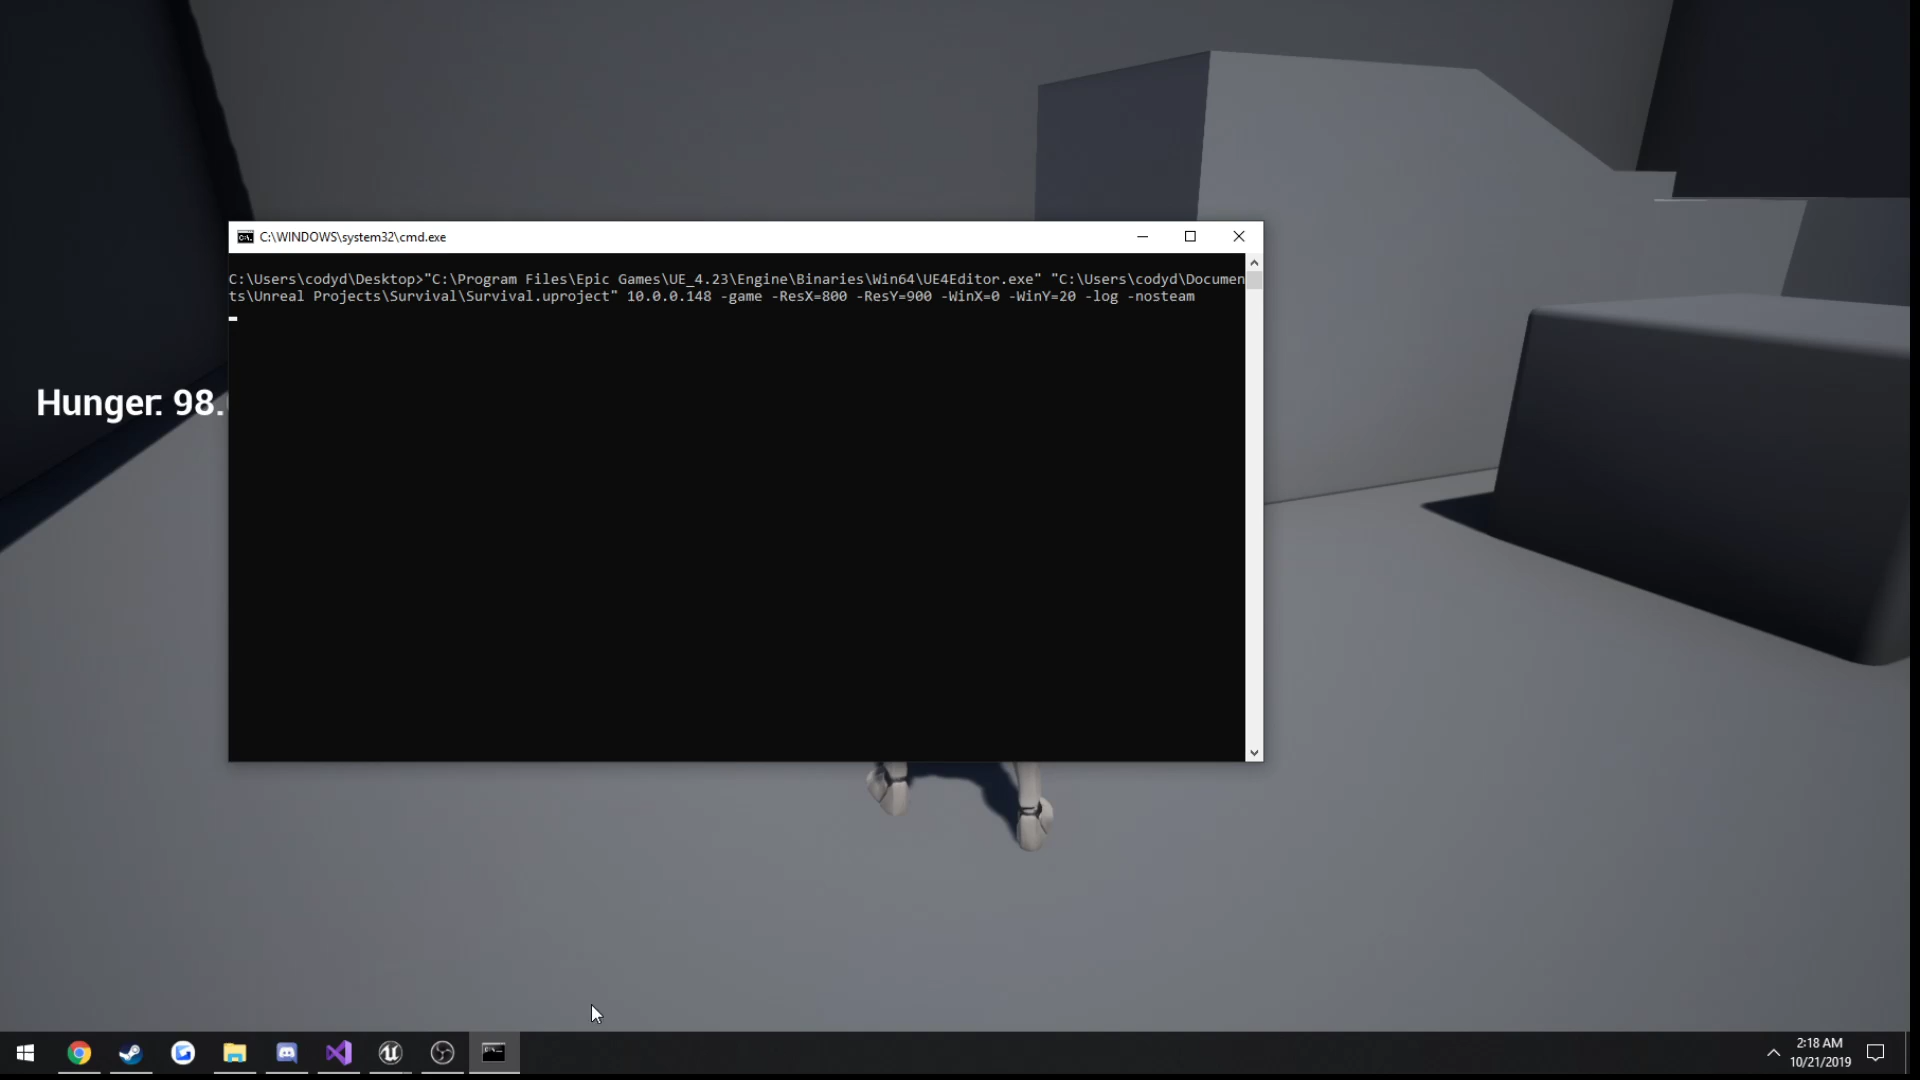 C:\WINDOWS\system32\cmd.exe
C:\Users\codyd\Desktop>"C:\Program Files\Epic Games\UE_4.23\Engine\Binaries\Win64\UE4Editor.exe" "C:\Users\codyd\Documen
ts\Unreal Projects\Survival\Survival.uproject" 10.0.0.148 -game -ResX=800 -ResY=900 -WinX=0 -WinY=20 -log -nosteam
Hunger: 98.
2:18 AM
10/21/2019